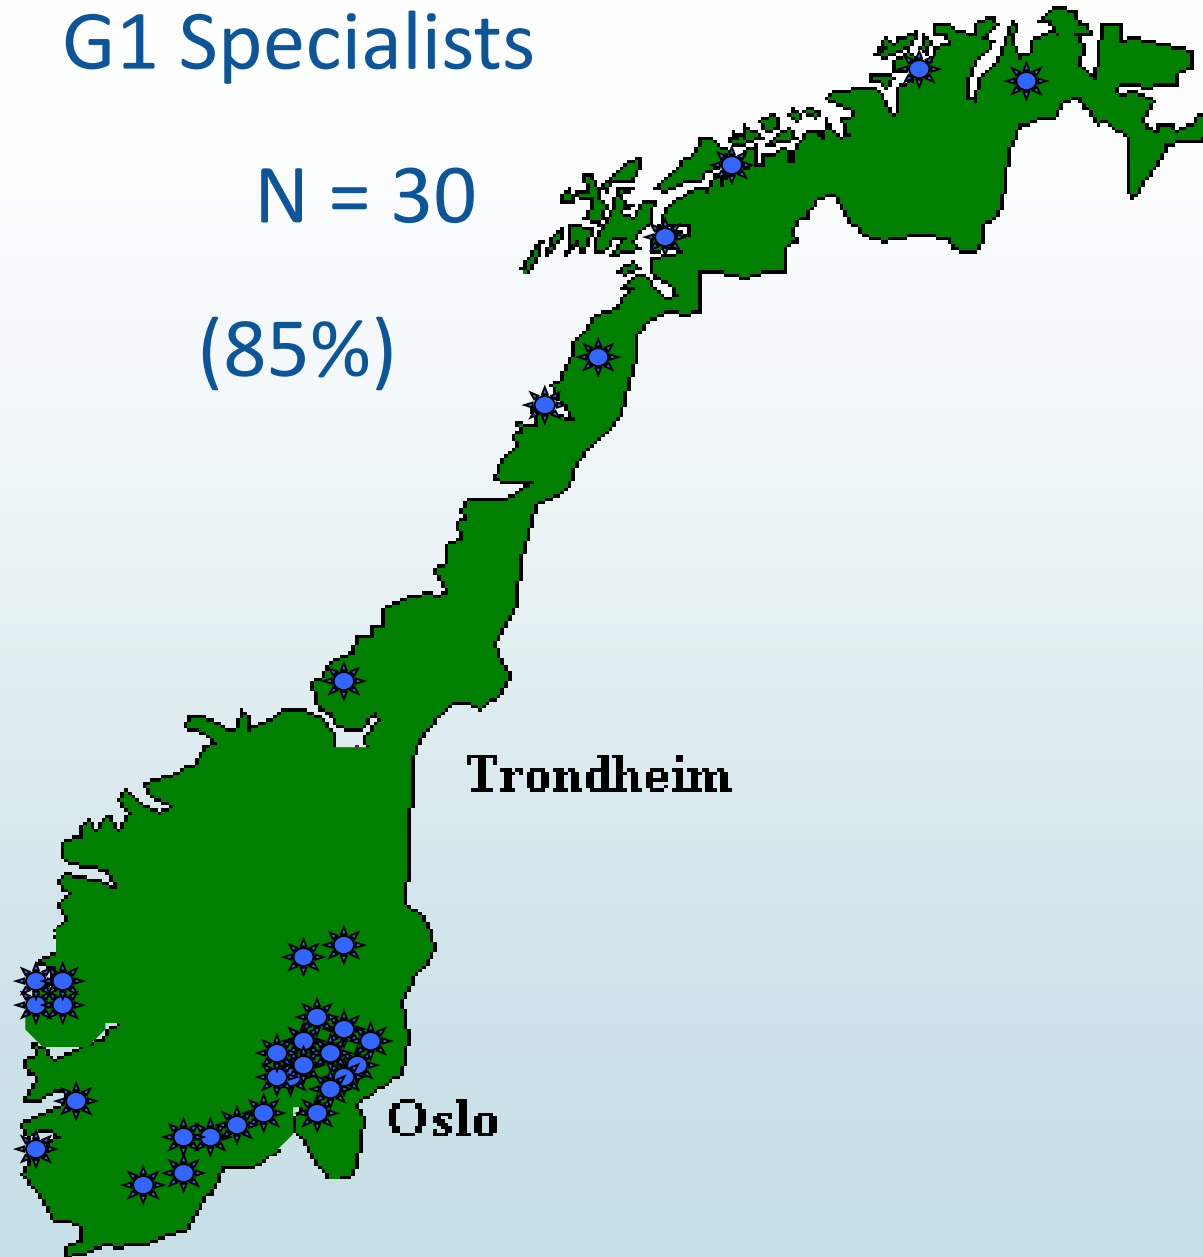 G1 Specialists
N = 30
(85%)
Trondheim
Oslo